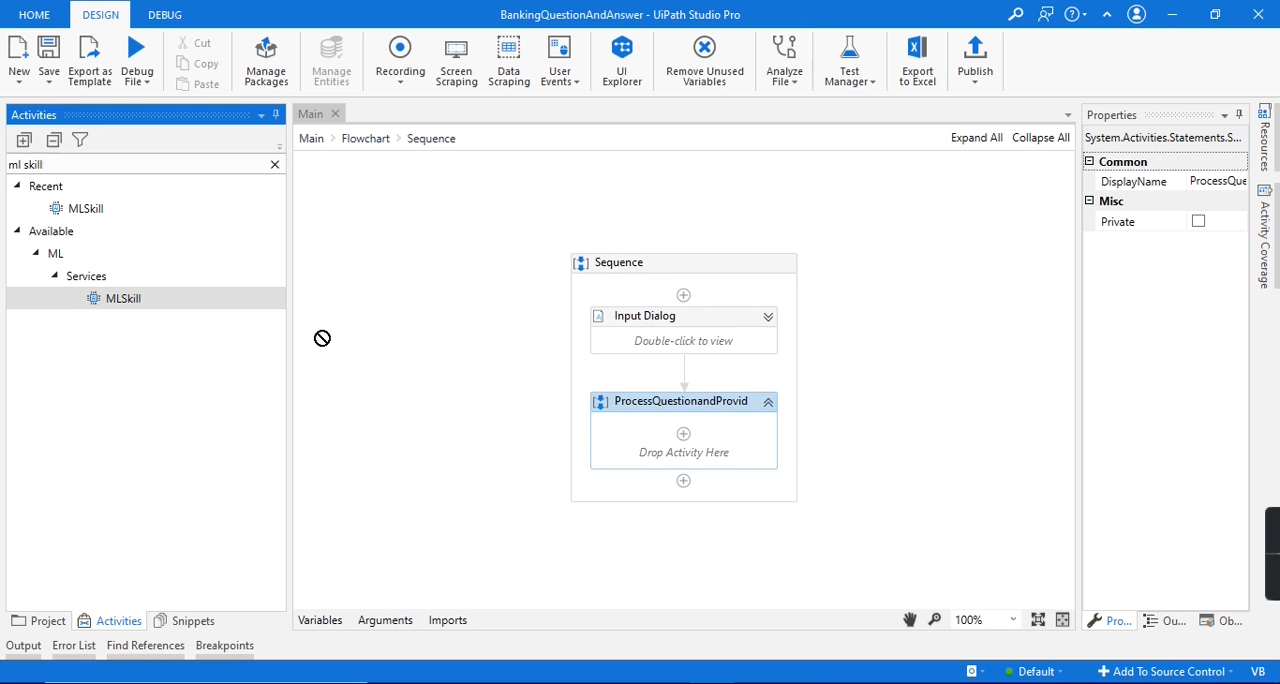 HOME DESIGN DEBUG
BankingQuestionAndAnswer - UiPath Studio Pro
New
Save
Export as
Template
Debug
File
Cut
Copy
Paste
Manage
Packages
Manage
Entities
Recording
Screen
Scraping
Data
Scraping
User
Events
UI
Explorer
Remove Unused
Variables
Analyze
File
Test
Manager
Export
to Excel
Publish
Activities
ml skill
Recent
MLSkill
Available
ML
Services
MLSkill
Project Activities Snippets
Main
Main > Flowchart > Sequence
Expand All Collapse All
Sequence
Input Dialog
Double-click to view
ProcessQuestionandProvid
Drop Activity Here
Variables Arguments Imports
100%
Properties
System.Activities.Statements.S...
Common
DisplayName ProcessQue
Misc
Private
Pro... Ou... Ob...
Resources
Activity Coverage
Output Error List Find References Breakpoints
Default
Add To Source Control
VB